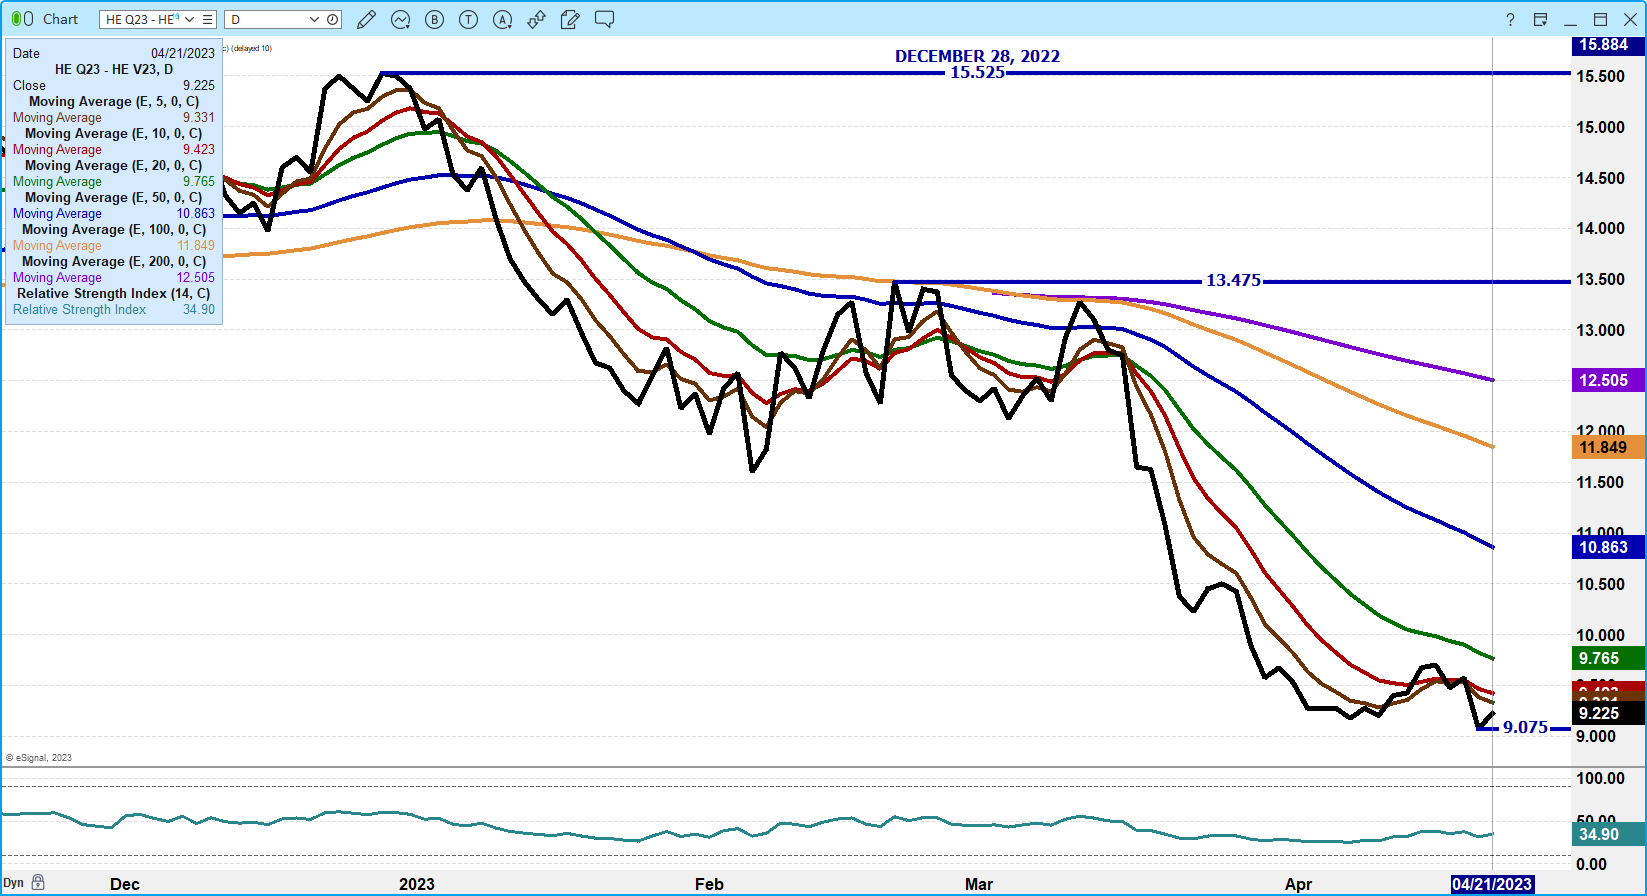 Chart
HE Q23 - HE
D
?
Date 04/21/2023
HE Q23 - HE V23, D
Close 9.225
Moving Average (E, 5, 0, C)
Moving Average 9.331
Moving Average (E, 10, 0, C)
Moving Average 9.423
Moving Average (E, 20, 0, C)
Moving Average 9.765
Moving Average (E, 50, 0, C)
Moving Average 10.863
Moving Average (E, 100, 0, C)
Moving Average 11.849
Moving Average (E, 200, 0, C)
Moving Average 12.505
Relative Strength Index (14, C)
Relative Strength Index 34.90
c) (delayed 10)
DECEMBER 28, 2022
15.525
13.475
9.075
15.884
15.500
15.000
14.500
14.000
13.500
13.000
12.505
12.000
11.849
11.500
11.000
10.863
10.500
10.000
9.765
9.225
9.000
© eSignal, 2023
100.00
50.00
34.90
0.00
Dyn
Dec
2023
Feb
Mar
Apr
04/21/2023